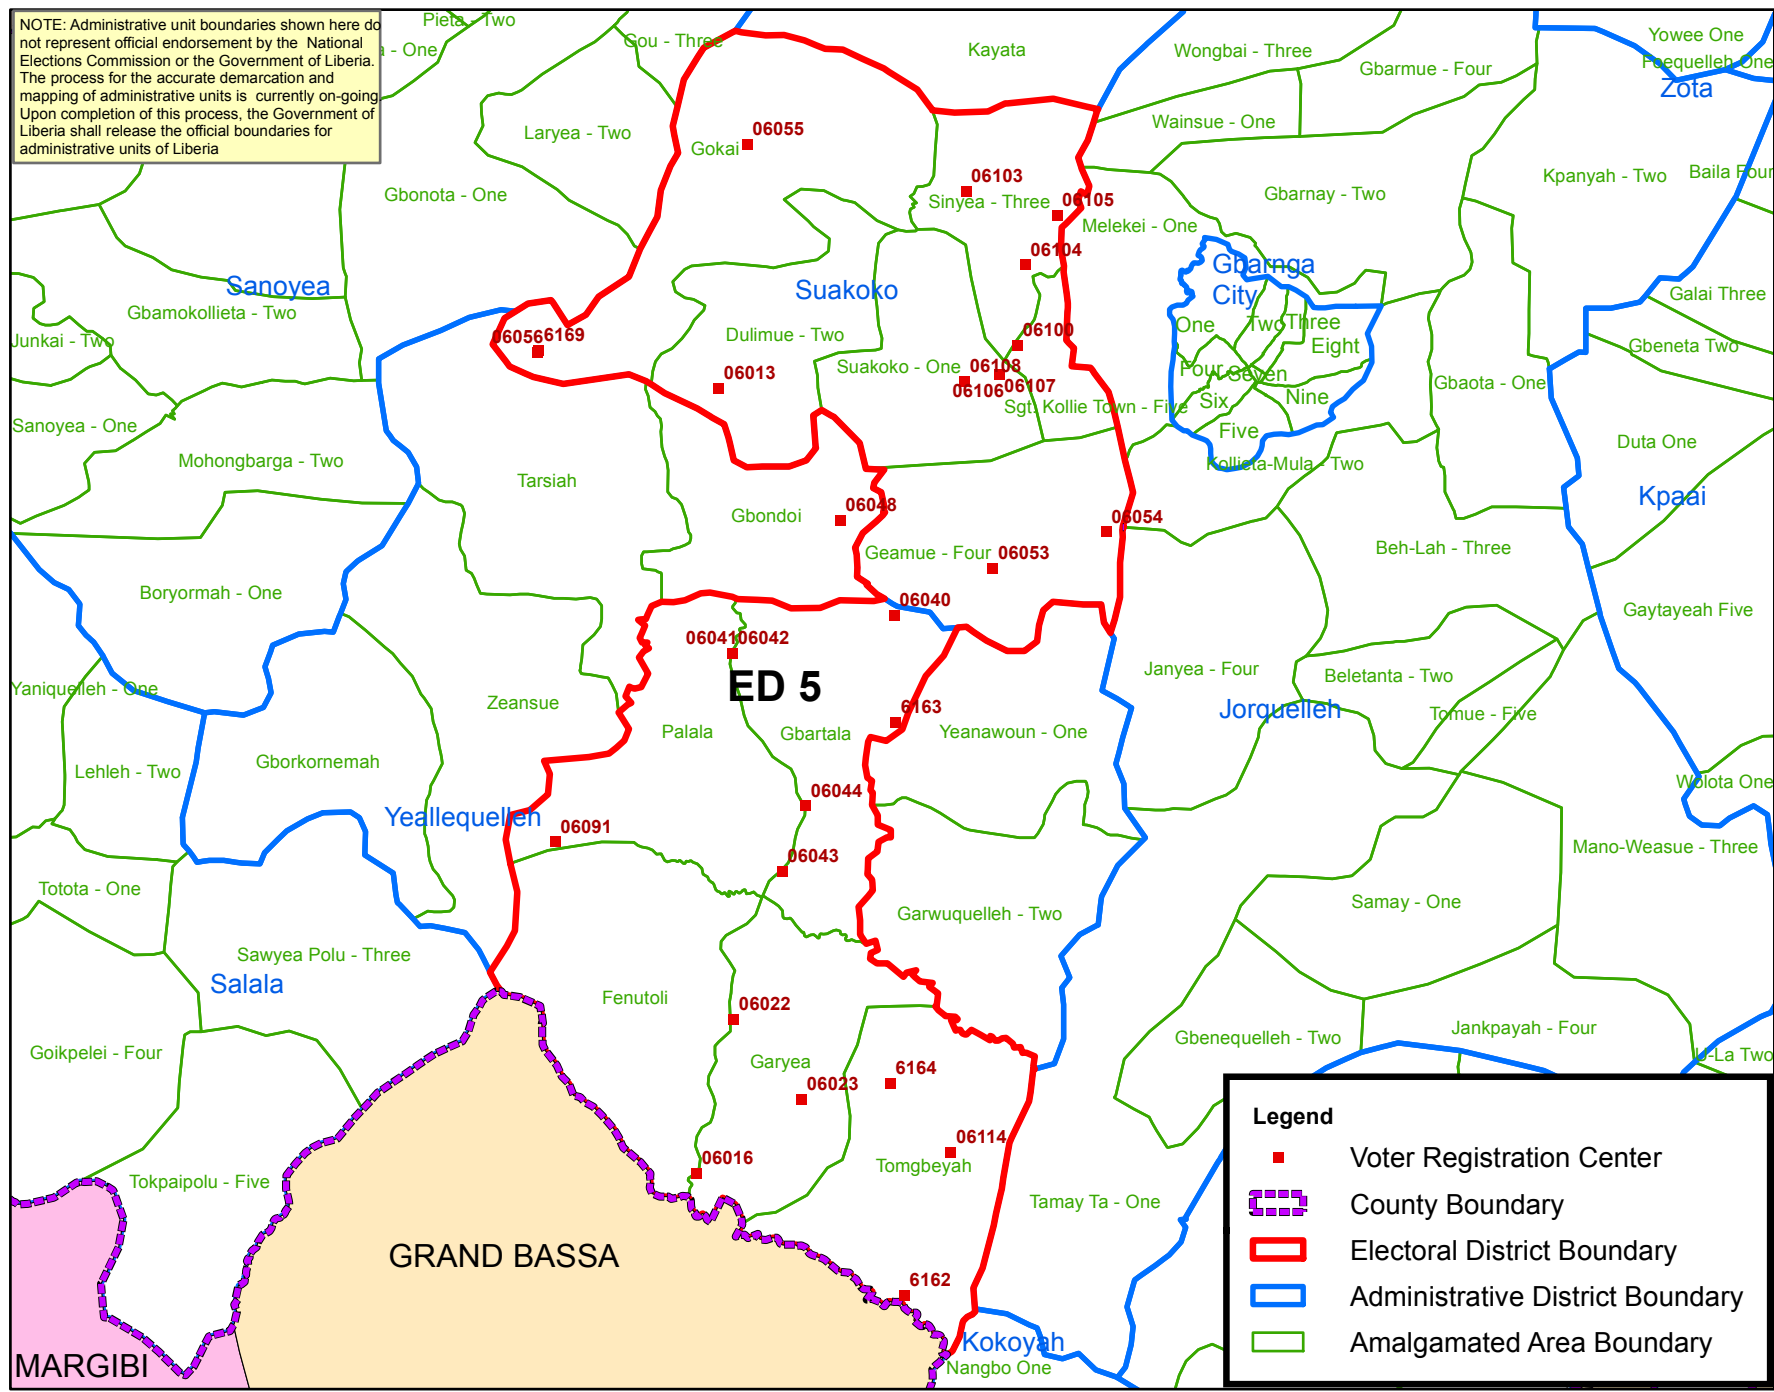 NOTE: Administrative unit boundaries shown here do
not represent official endorsement by the National
Elections Commission or the Government of Liberia.
The process for the accurate demarcation and
mapping of administrative units is currently on-going.
Upon completion of this process, the Government of
Liberia shall release the official boundaries for
administrative units of Liberia
Pieta - Two
- One
Gou - Three
Kayata
Wongbai - Three
Gbarmue - Four
Yowee One
Feequelleh One
Zota
Laryea - Two
Gokai
06055
Wainsue - One
Gbonota - One
06103
Sinyea - Three
06105
Melekei - One
Gbarnay - Two
Kpanyah - Two
Baila Four
06104
Sanoyea
Gbamokollieta - Two
Junkai - Two
Suakoko
Gbarnga
City
Galai Three
One
Two
Three
Eight
Gbeneta Two
06056
6169
Dulimue - Two
06100
Suakoko - One
06108
06106
06107
06013
Four
Seven
Gbaota - One
Six
Nine
Sgt. Kollie Town - Five
Five
Sanoyea - One
Mohongbarga - Two
Kollieta-Mula - Two
Duta One
Kpaai
Tarsiah
Gbondoi
06048
06054
Geamue - Four
06053
Beh-Lah - Three
Boryormah - One
06040
Gaytayeah Five
06041
06042
ED 5
Janyea - Four
Beletanta - Two
Yaniquelleh - One
Zeansue
Palala
Gbartala
6163
Yeanawoun - One
Jorquelleh
Tomue - Five
Lehleh - Two
Gborkornemah
Wolota One
Yeallequelleh
06044
06091
06043
Mano-Weasue - Three
Totota - One
Garwuquelleh - Two
Samay - One
Sawyea Polu - Three
Salala
Fenutoli
06022
Gbenequelleh - Two
Jankpayah - Four
U-La Two
Goikpelei - Four
Garyea
06023
6164
06114
Tomgbeyah
06016
Tokpaipolu - Five
Tamay Ta - One
GRAND BASSA
6162
Kokoyah
Nangbo One
MARGIBI
Legend
Voter Registration Center
County Boundary
Electoral District Boundary
Administrative District Boundary
Amalgamated Area Boundary